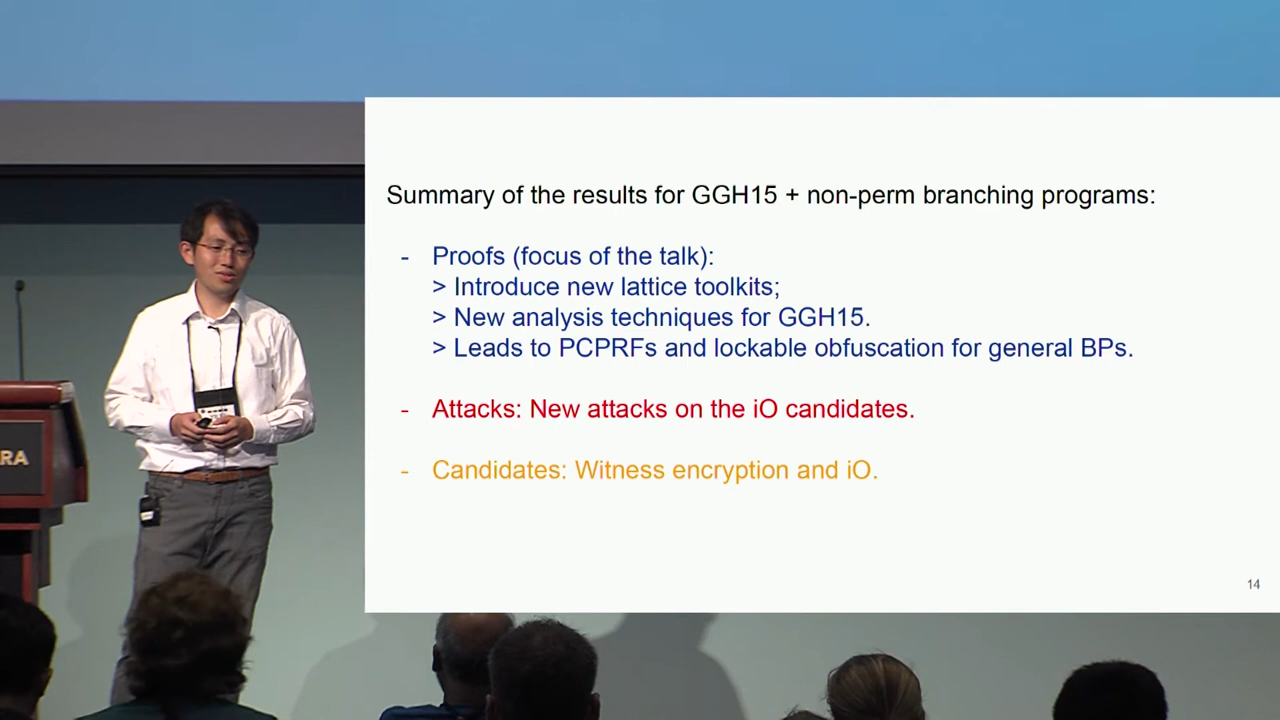 Summary of the results for GGH15 + non-perm branching programs:
- Proofs (focus of the talk):
> Introduce new lattice toolkits;
> New analysis techniques for GGH15.
> Leads to PCPRFs and lockable obfuscation for general BPs.
- Attacks: New attacks on the iO candidates.
- Candidates: Witness encryption and iO.
14
RA